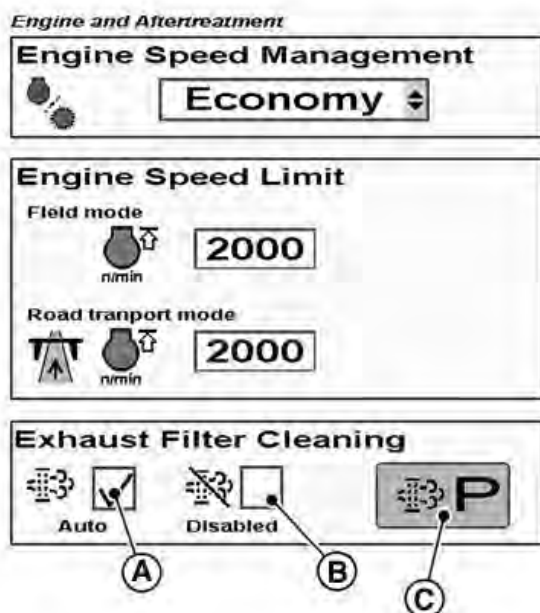 Engine and Aftertreatment
Engine Speed Management
Economy
Engine Speed Limit
Field mode
n/min
2000
Road tranport mode
n/min
2000
Exhaust Filter Cleaning
P
Auto
Disabled
A
B
C